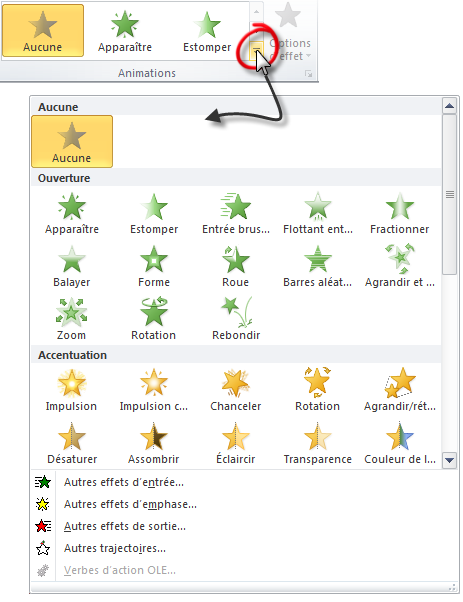 Aucune Apparaître Estomper Options d'effet
Animations
Aucune
Aucune
Ouverture
Apparaître Estomper Entrée brus... Flottant ent... Fractionner
Balayer Forme Roue Barres aléat... Agrandir et ...
Zoom Rotation Rebondir
Accentuation
Impulsion Impulsion c... Chanceler Rotation Agrandir/rét...
Désaturer Assombrir Éclaircir Transparence Couleur de l...
Autres effets d'entrée...
Autres effets d'emphase...
Autres effets de sortie...
Autres trajectoires...
Verbes d'action OLE...